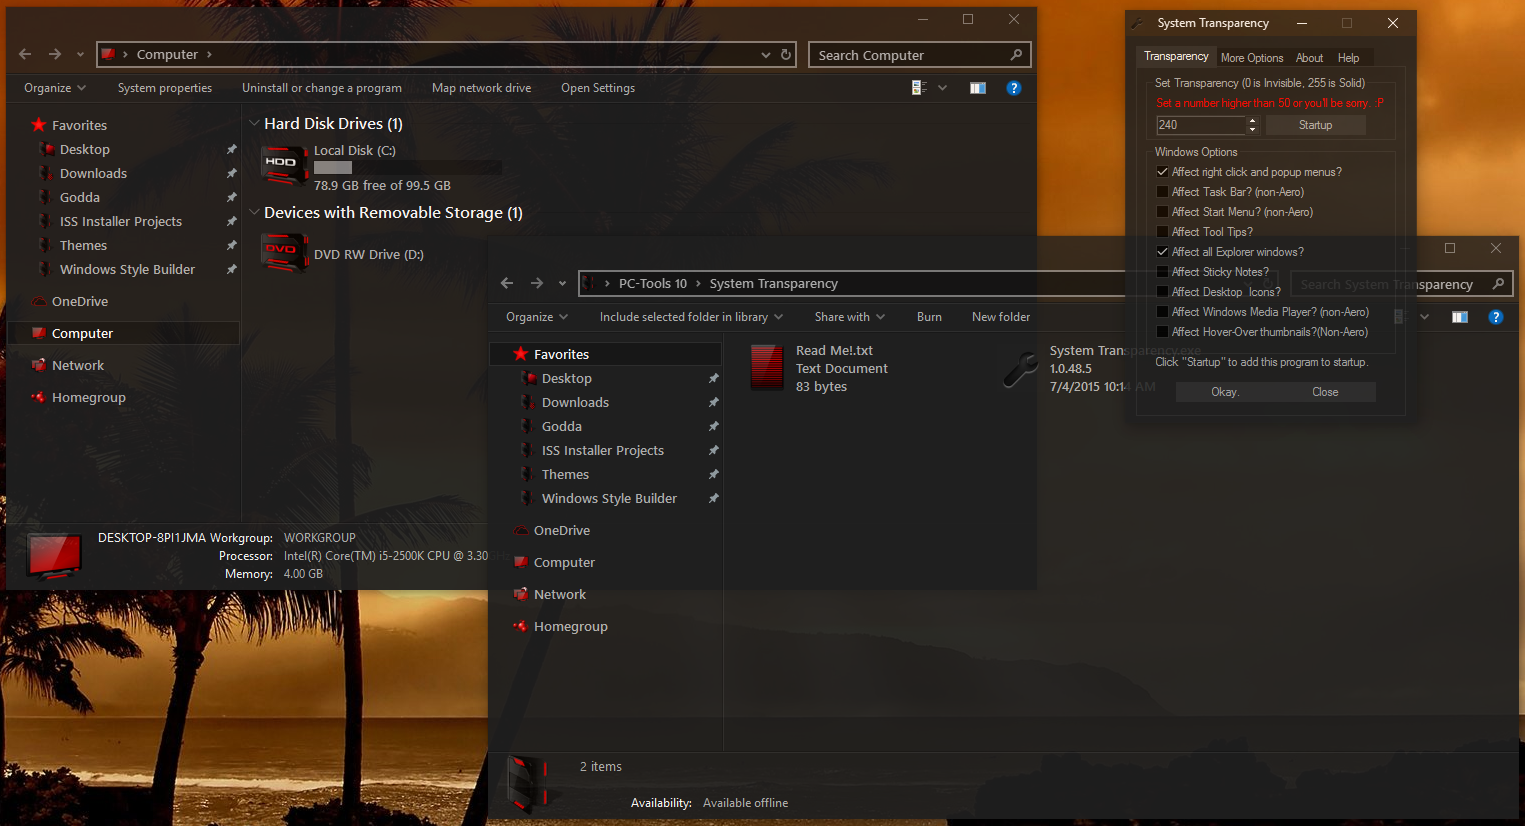 Computer
Search Computer
Organize
System properties
Uninstall or change a program
Map network drive
Open Settings
Favorites
Desktop
Downloads
Godda
ISS Installer Projects
Themes
Windows Style Builder
OneDrive
Computer
Network
Homegroup
Hard Disk Drives (1)
HDD
Local Disk (C:)
78.9 GB free of 99.5 GB
Devices with Removable Storage (1)
DVD
DVD RW Drive (D:)
DESKTOP-8PI1JMA Workgroup: WORKGROUP
Processor: Intel(R) Core(TM) i5-2500K CPU @ 3.30GHz
Memory: 4.00 GB
System Transparency
Transparency
More Options
About
Help
Set Transparency (0 is Invisible, 255 is Solid)
Set a number higher than 50 or you'll be sorry. :P
240
Startup
Windows Options
Affect right click and popup menus?
Affect Task Bar? (non-Aero)
Affect Start Menu? (non-Aero)
Affect Tool Tips?
Affect all Explorer windows?
Affect Sticky Notes?
Affect Desktop Icons?
Affect Windows Media Player? (non-Aero)
Affect Hover-Over thumbnails?(Non-Aero)
Click "Startup" to add this program to startup.
Okay.
Close
PC-Tools 10
System Transparency
Search System Transparency
Organize
Include selected folder in library
Share with
Burn
New folder
Favorites
Desktop
Downloads
Godda
ISS Installer Projects
Themes
Windows Style Builder
OneDrive
Computer
Network
Homegroup
Read Me!.txt
Text Document
83 bytes
System Transparency.exe
1.0.48.5
7/4/2015 10:14 AM
2 items
Availability: Available offline